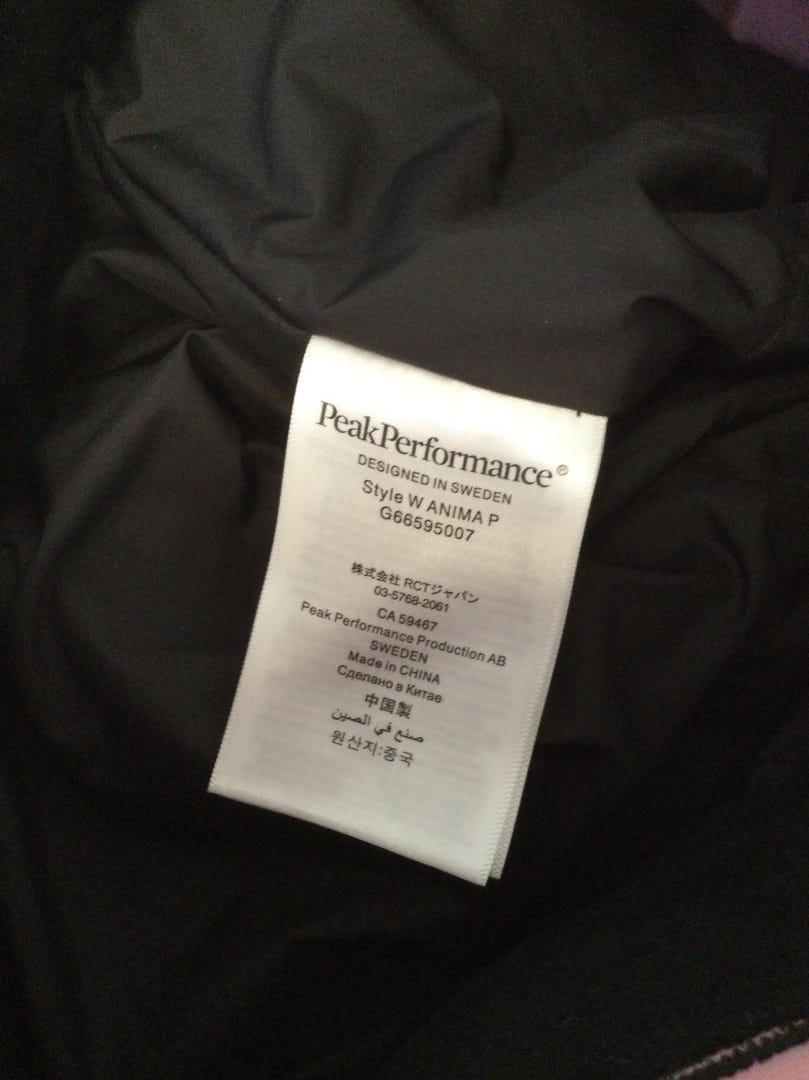 PeakPerformance®
DESIGNED IN SWEDEN
Style W ANIMA P
G66595007
株式会社 RCTジャパン
03-5768-2061
CA 59467
Peak Performance Production AB
SWEDEN
Made in CHINA
Сделано в Китае
中国製
صنع في الصين
원산지:중국